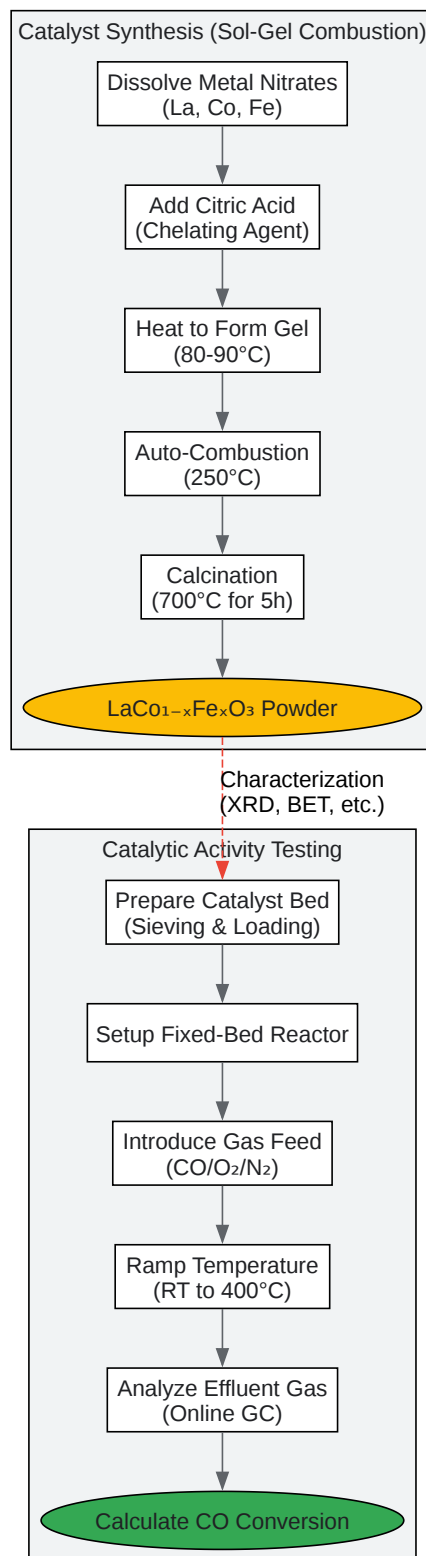 Catalyst Synthesis (Sol-Gel Combustion)
Dissolve Metal Nitrates
(La, Co, Fe)
Add Citric Acid
(Chelating Agent)
Heat to Form Gel
(80-90°C)
Auto-Combustion
(250°C)
Calcination
(700°C for 5h)
LaCo₁₋ₓFeₓO₃ Powder
Characterization
(XRD, BET, etc.)
Catalytic Activity Testing
Prepare Catalyst Bed
(Sieving & Loading)
Setup Fixed-Bed Reactor
Introduce Gas Feed
(CO/O₂/N₂)
Ramp Temperature
(RT to 400°C)
Analyze Effluent Gas
(Online GC)
Calculate CO Conversion